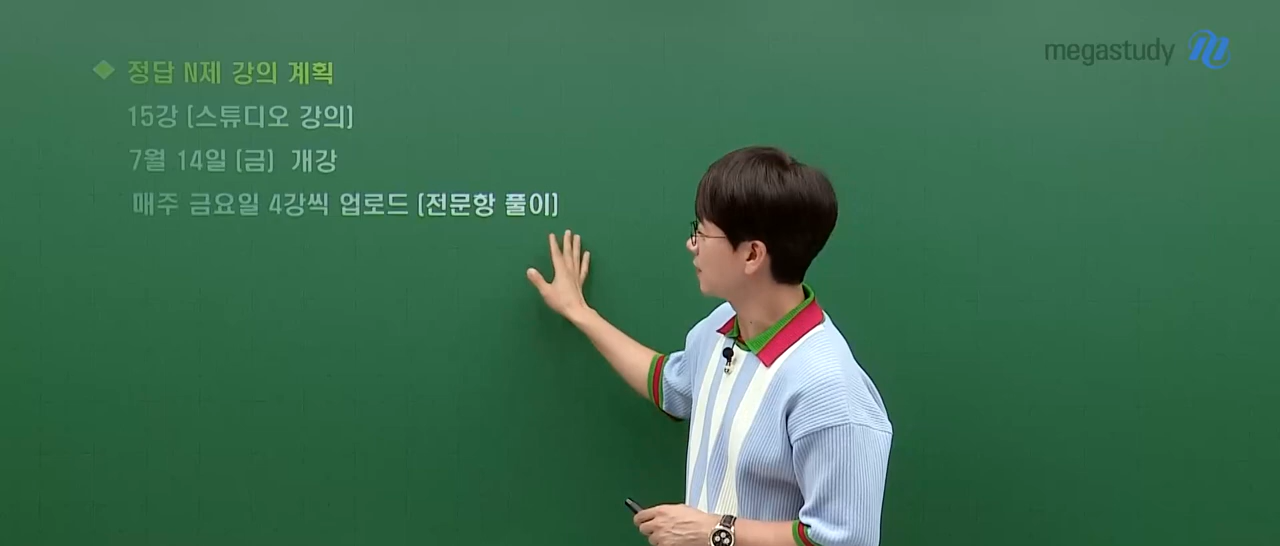 정답 N제 강의 계획
15강 [스튜디오 강의]
7월 14일 (금) 개강
매주 금요일 4강씩 업로드 [전문항 풀이]
megastudy